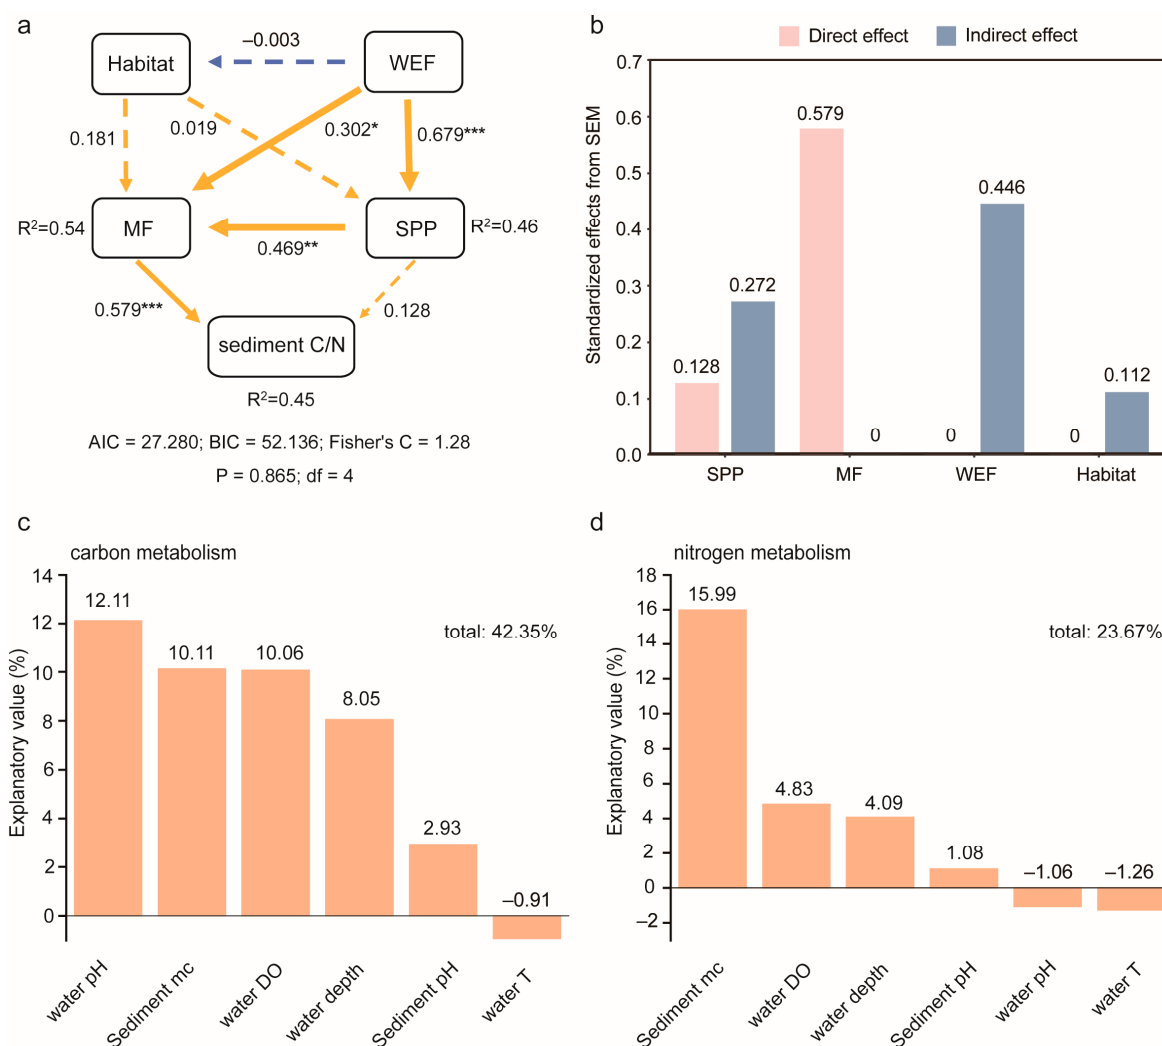 a
–0.003
Habitat
WEF
0.181
0.019
0.302*
0.679***
R²=0.54
MF
SPP
R²=0.46
0.469**
0.579***
0.128
sediment C/N
R²=0.45
AIC = 27.280; BIC = 52.136; Fisher's C = 1.28
P = 0.865; df = 4
b
Direct effect
Indirect effect
Standardized effects from SEM
0.7
0.6
0.5
0.4
0.3
0.2
0.1
0.0
0.128
0.272
0.579
0
0
0.446
0
0.112
SPP
MF
WEF
Habitat
c
carbon metabolism
total: 42.35%
Explanatory value (%)
14
12
10
8
6
4
2
0
12.11
10.11
10.06
8.05
2.93
–0.91
water pH
Sediment mc
water DO
water depth
Sediment pH
water T
d
nitrogen metabolism
total: 23.67%
Explanatory value (%)
18
16
14
12
10
8
6
4
2
0
–2
15.99
4.83
4.09
1.08
–1.06
–1.26
Sediment mc
water DO
water depth
Sediment pH
water pH
water T